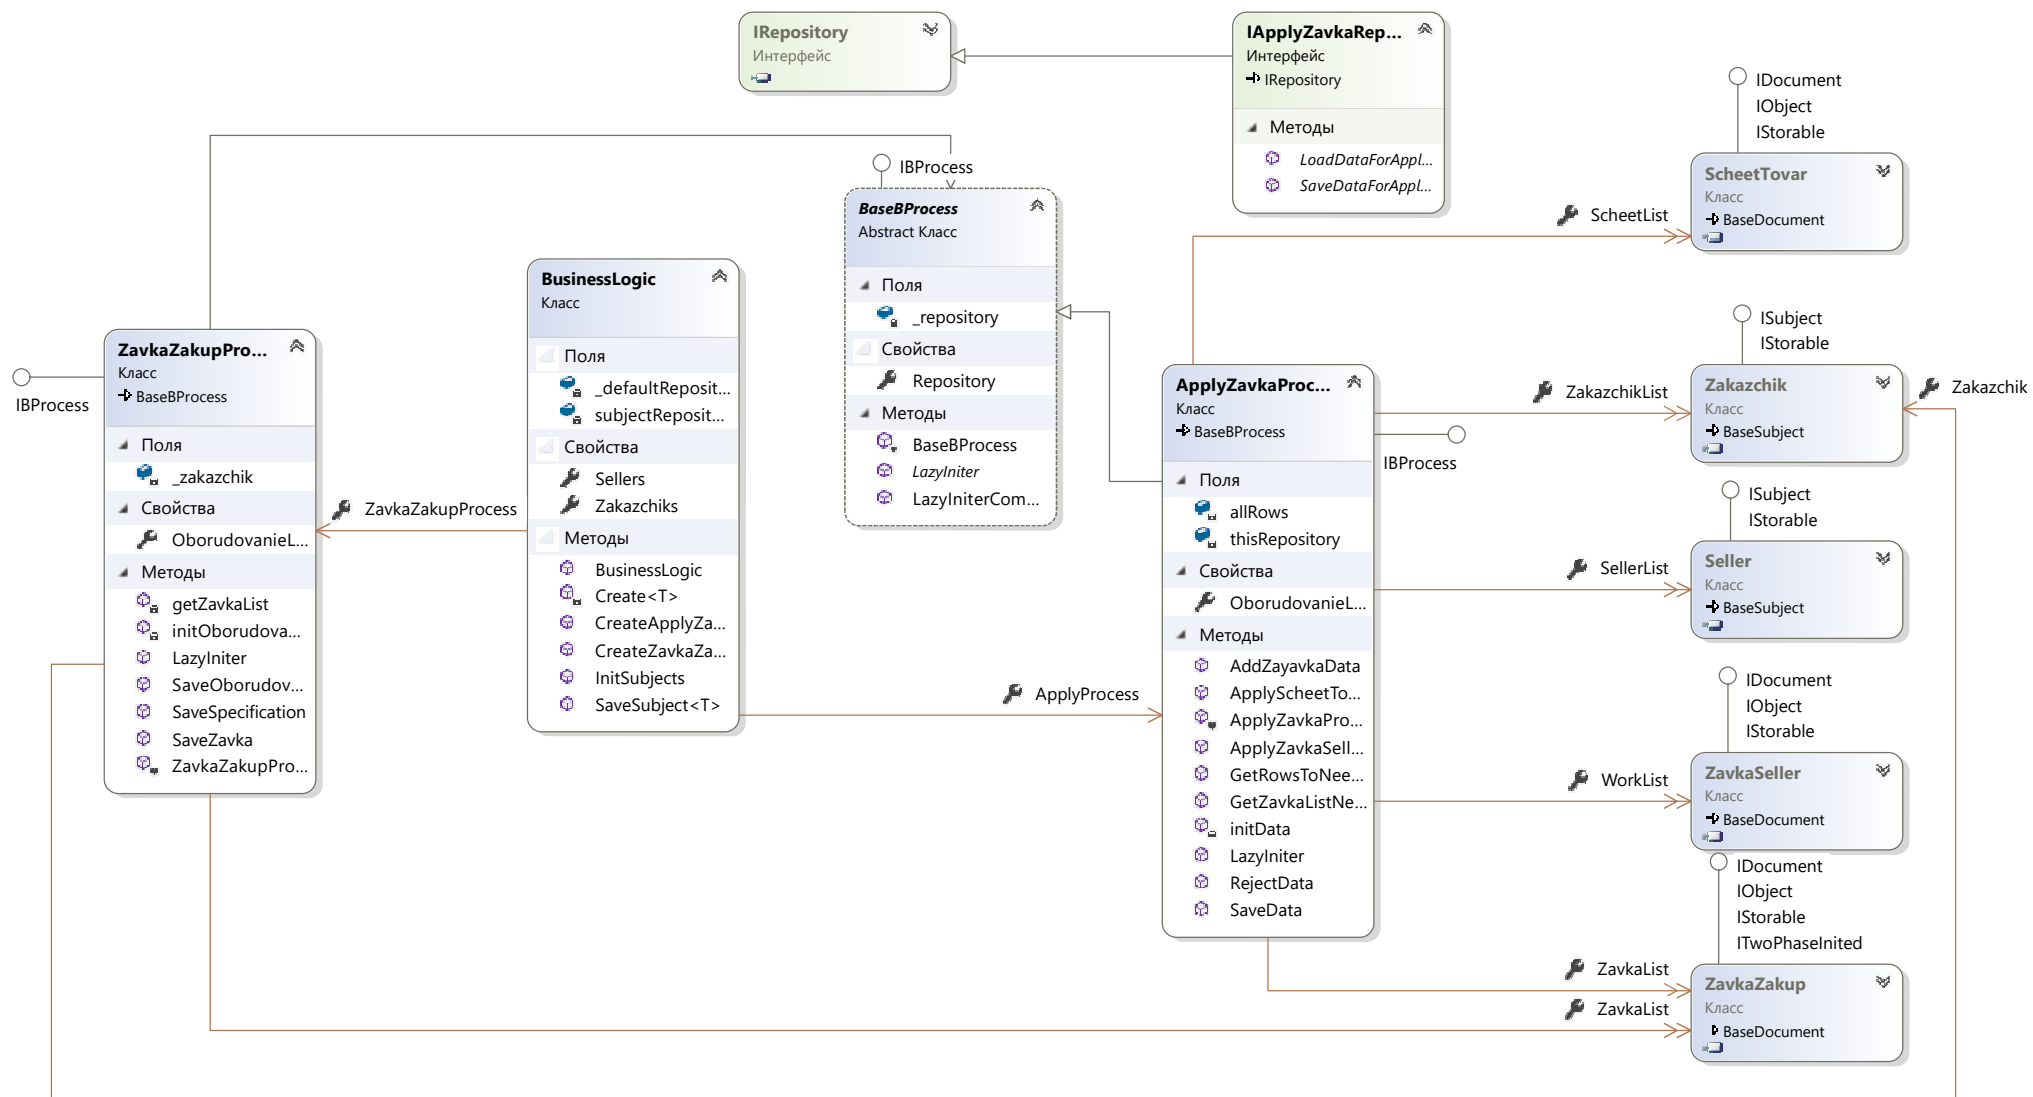 IRepository
Интерфейс
IApplyZavkaRep...
Интерфейс
IRepository
Методы
LoadDataForAppl...
SaveDataForAppl...
IDocument
IObject
IStorable
ScheetTovar
Класс
BaseDocument
ScheetList
IBProcess
BaseBProcess
Abstract Класс
Поля
_repository
Свойства
Repository
Методы
BaseBProcess
LazyIniter
LazyIniterCom...
BusinessLogic
Класс
Поля
_defaultReposit...
subjectReposit...
Свойства
Sellers
Zakazchiks
Методы
BusinessLogic
Create<T>
CreateApplyZa...
CreateZavkaZa...
InitSubjects
SaveSubject<T>
IBProcess
ZavkaZakupPro...
Класс
BaseBProcess
Поля
_zakazchik
Свойства
OborudovanieL...
Методы
getZavkaList
initOborudova...
LazyIniter
SaveOborudov...
SaveSpecification
SaveZavka
ZavkaZakupPro...
ZavkaZakupProcess
ApplyProcess
ApplyZavkaProc...
Класс
BaseBProcess
Поля
allRows
thisRepository
Свойства
OborudovanieL...
Методы
AddZayavkaData
ApplyScheetTo...
ApplyZavkaPro...
ApplyZavkaSell...
GetRowsToNee...
GetZavkaListNe...
initData
LazyIniter
RejectData
SaveData
IBProcess
ISubject
IStorable
ZakazchikList
Zakazchik
Класс
BaseSubject
Zakazchik
ISubject
IStorable
SellerList
Seller
Класс
BaseSubject
IDocument
IObject
IStorable
WorkList
ZavkaSeller
Класс
BaseDocument
IDocument
IObject
IStorable
ITwoPhaseInited
ZavkaList
ZavkaList
ZavkaZakup
Класс
BaseDocument